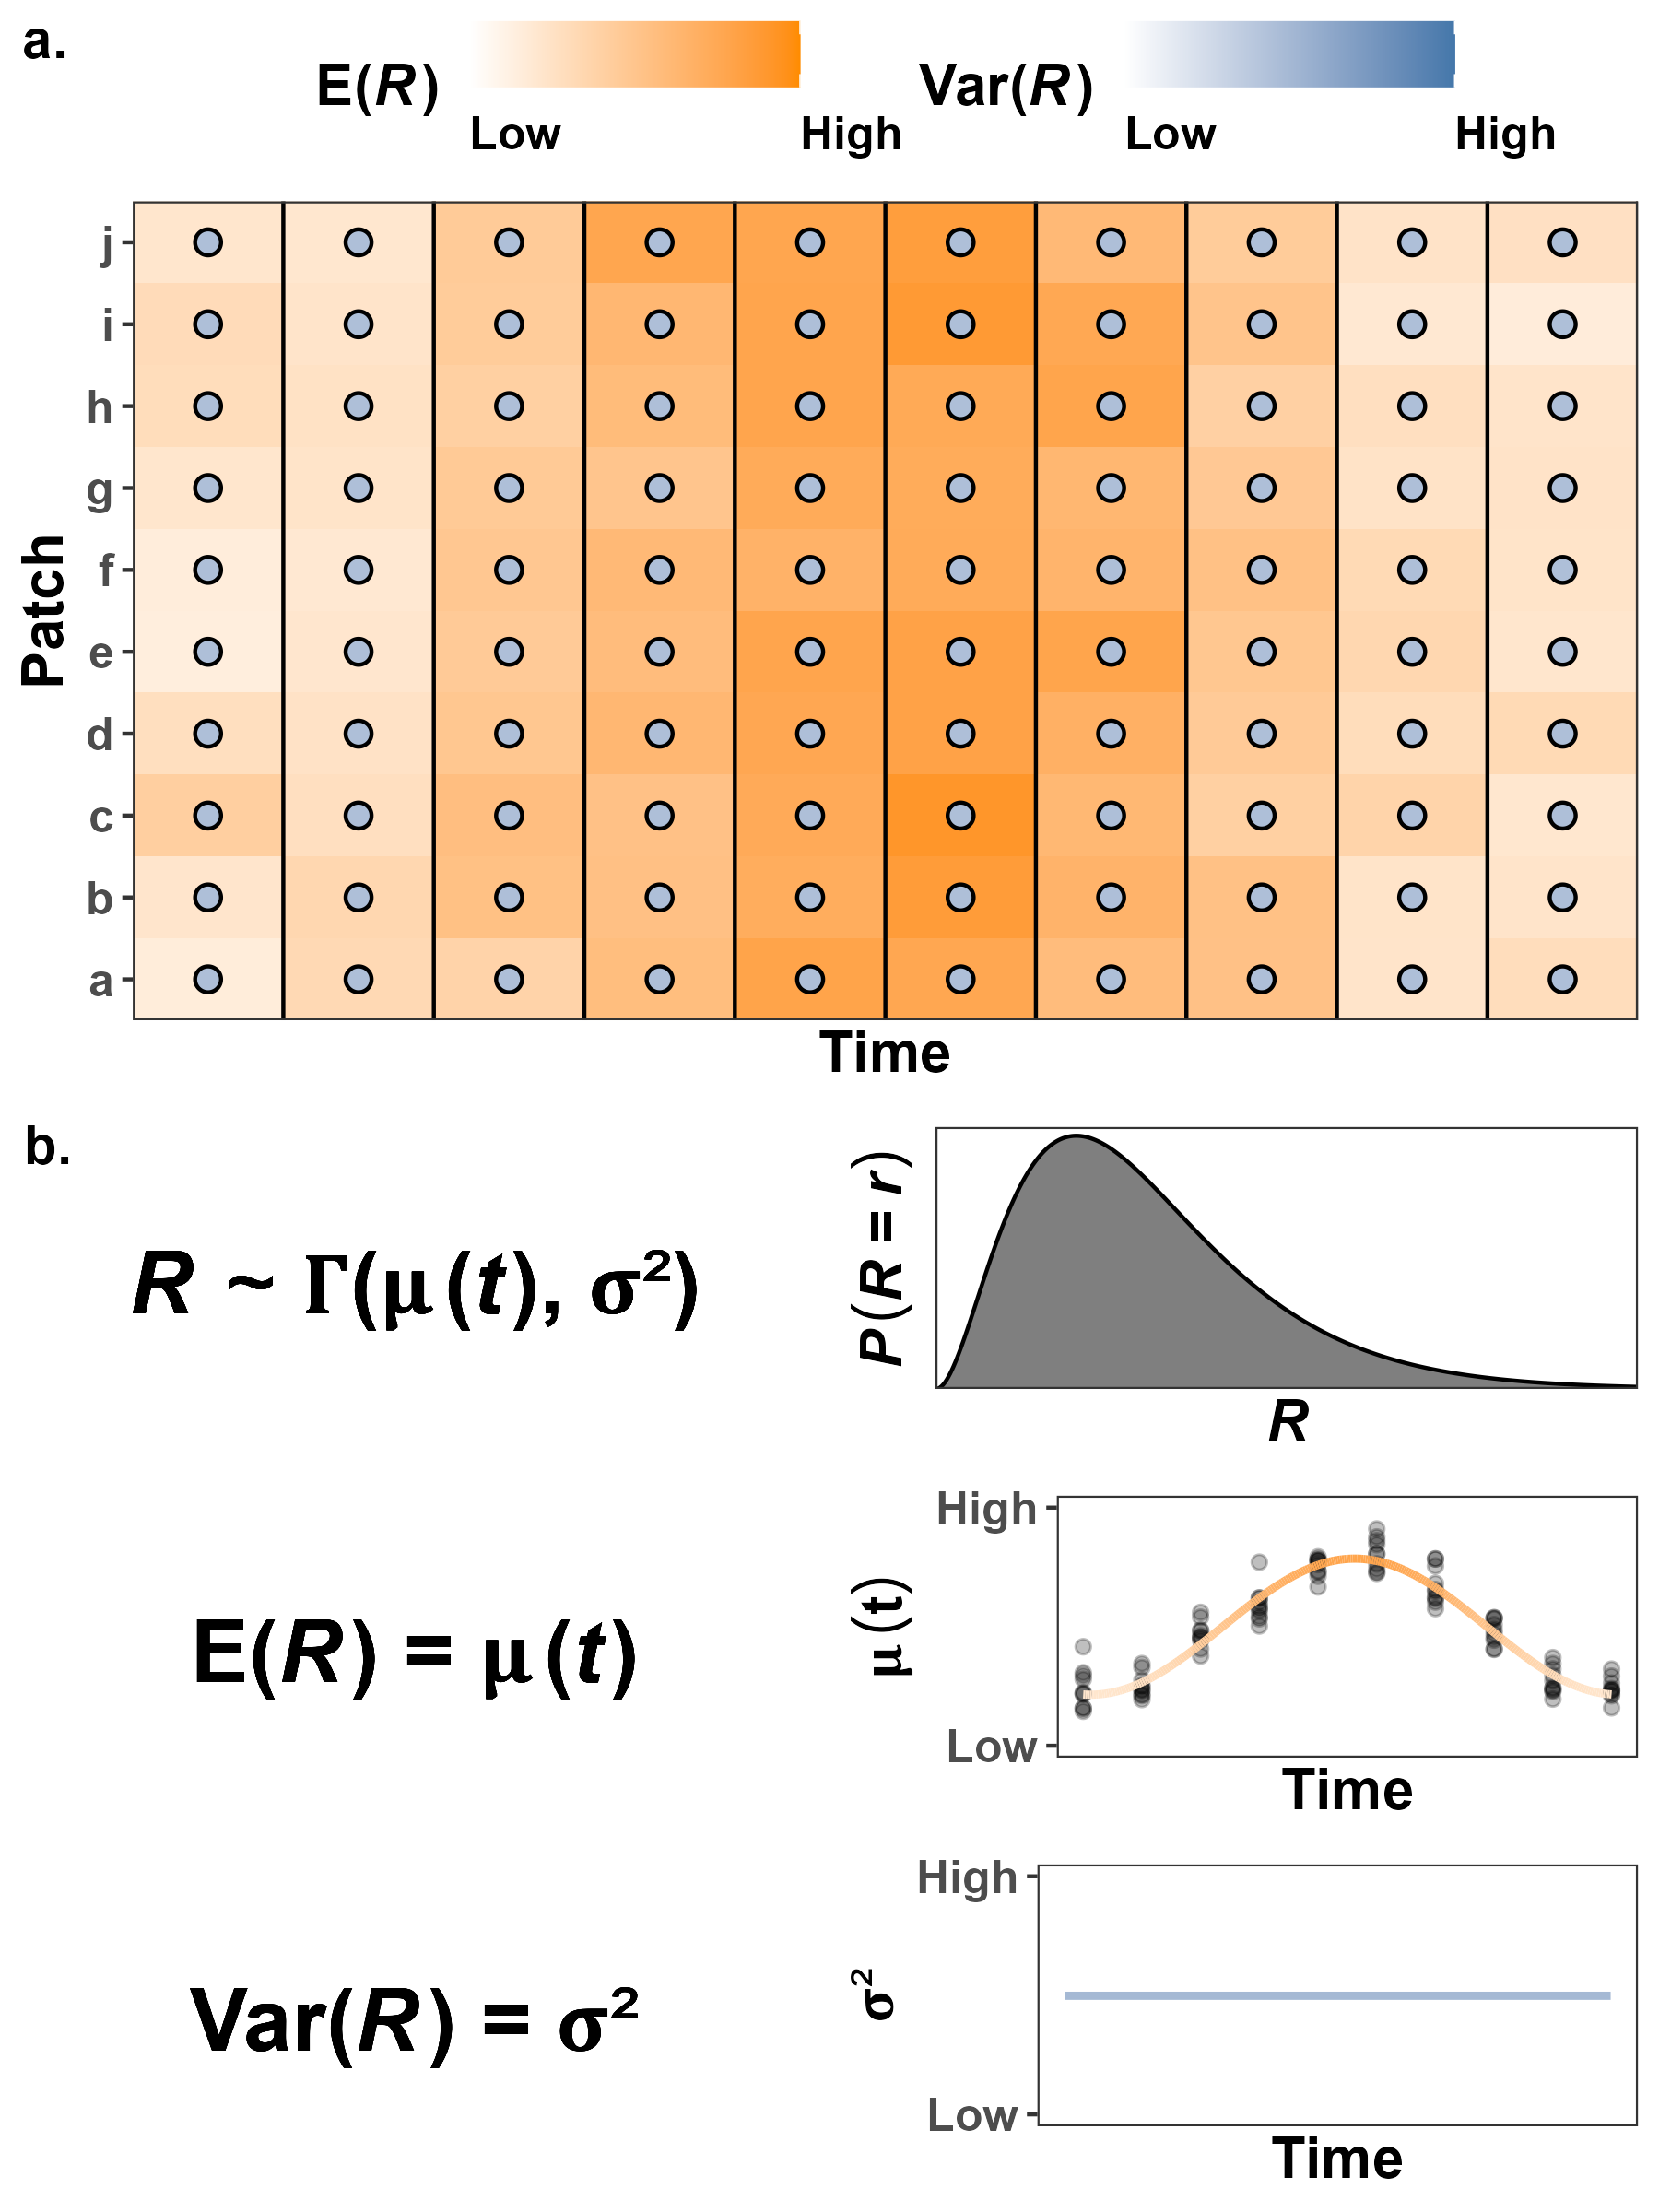 a.
E(R)
Low High
Var(R)
Low High
Patch
j
i
h
g
f
e
d
c
b
a
Time
b.
R ~ Γ(μ(t), σ²)
P(R = r)
R
E(R) = μ(t)
μ(t)
High
Low
Time
Var(R) = σ²
σ²
High
Low
Time